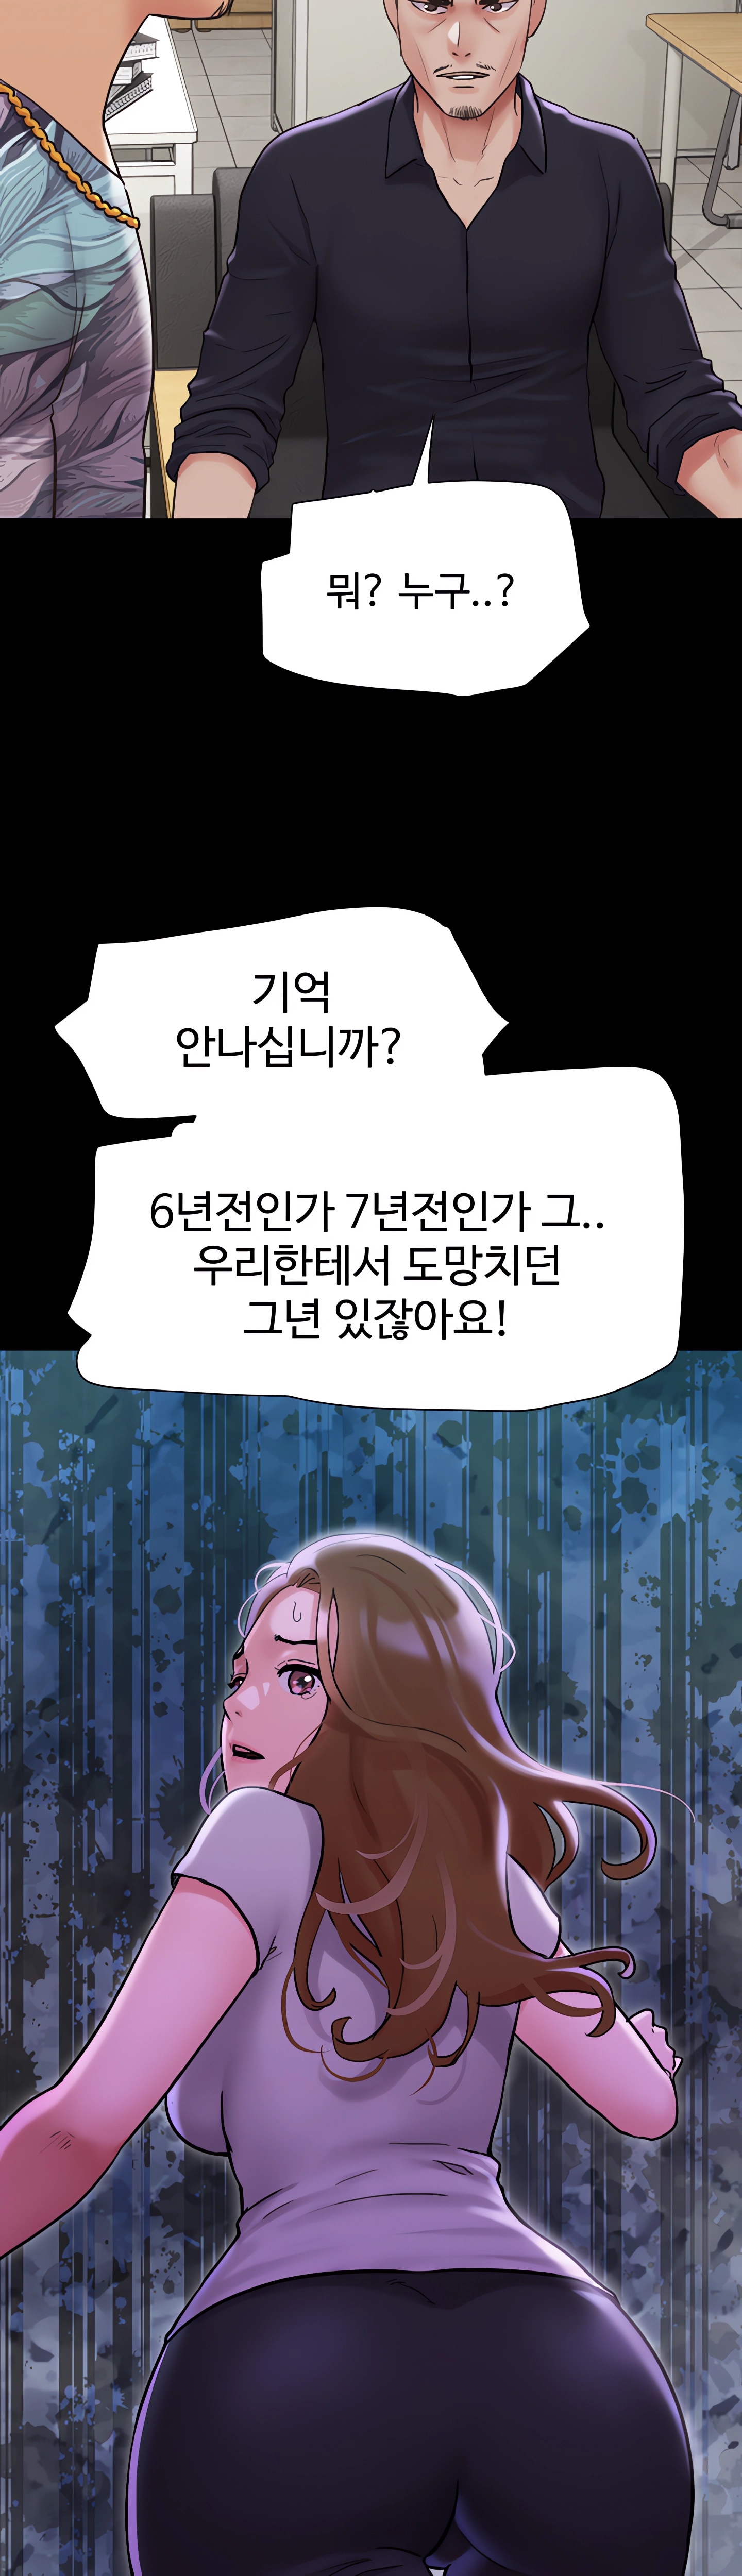 뭐? 누구..?
기억
안나십니까?
6년전인가 7년전인가 그..
우리한테서 도망치던
그년 있잖아요!